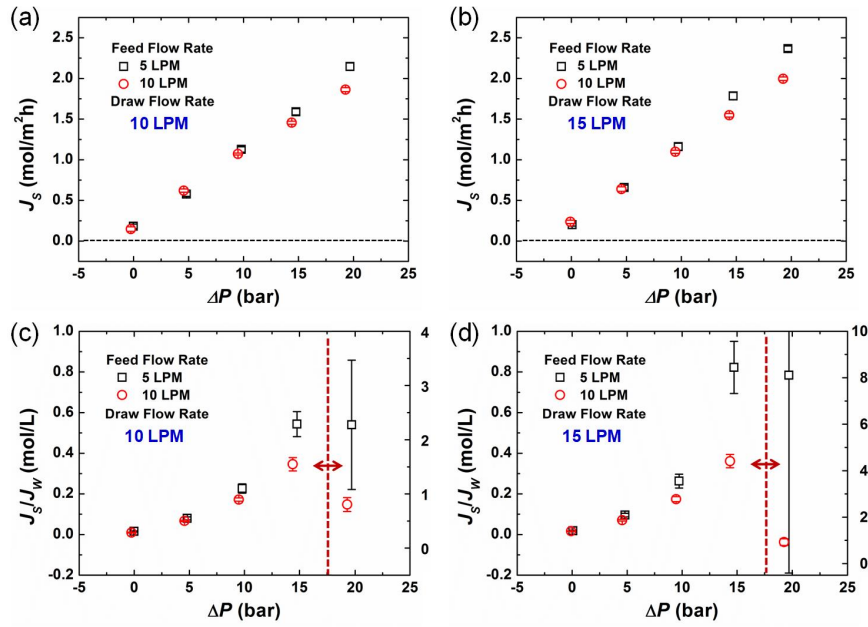 (a)
Feed Flow Rate
5 LPM
10 LPM
Draw Flow Rate
10 LPM
2.5
2.0
1.5
1.0
0.5
0.0
J_S (mol/m²h)
-5 0 5 10 15 20 25
ΔP (bar)
(b)
Feed Flow Rate
5 LPM
10 LPM
Draw Flow Rate
15 LPM
2.5
2.0
1.5
1.0
0.5
0.0
J_S (mol/m²h)
-5 0 5 10 15 20 25
ΔP (bar)
(c)
Feed Flow Rate
5 LPM
10 LPM
Draw Flow Rate
10 LPM
1.0
0.8
0.6
0.4
0.2
0.0
-0.2
J_S/J_W (mol/L)
4
3
2
1
0
-5 0 5 10 15 20 25
ΔP (bar)
(d)
Feed Flow Rate
5 LPM
10 LPM
Draw Flow Rate
15 LPM
1.0
0.8
0.6
0.4
0.2
0.0
-0.2
J_S/J_W (mol/L)
10
8
6
4
2
0
-5 0 5 10 15 20 25
ΔP (bar)